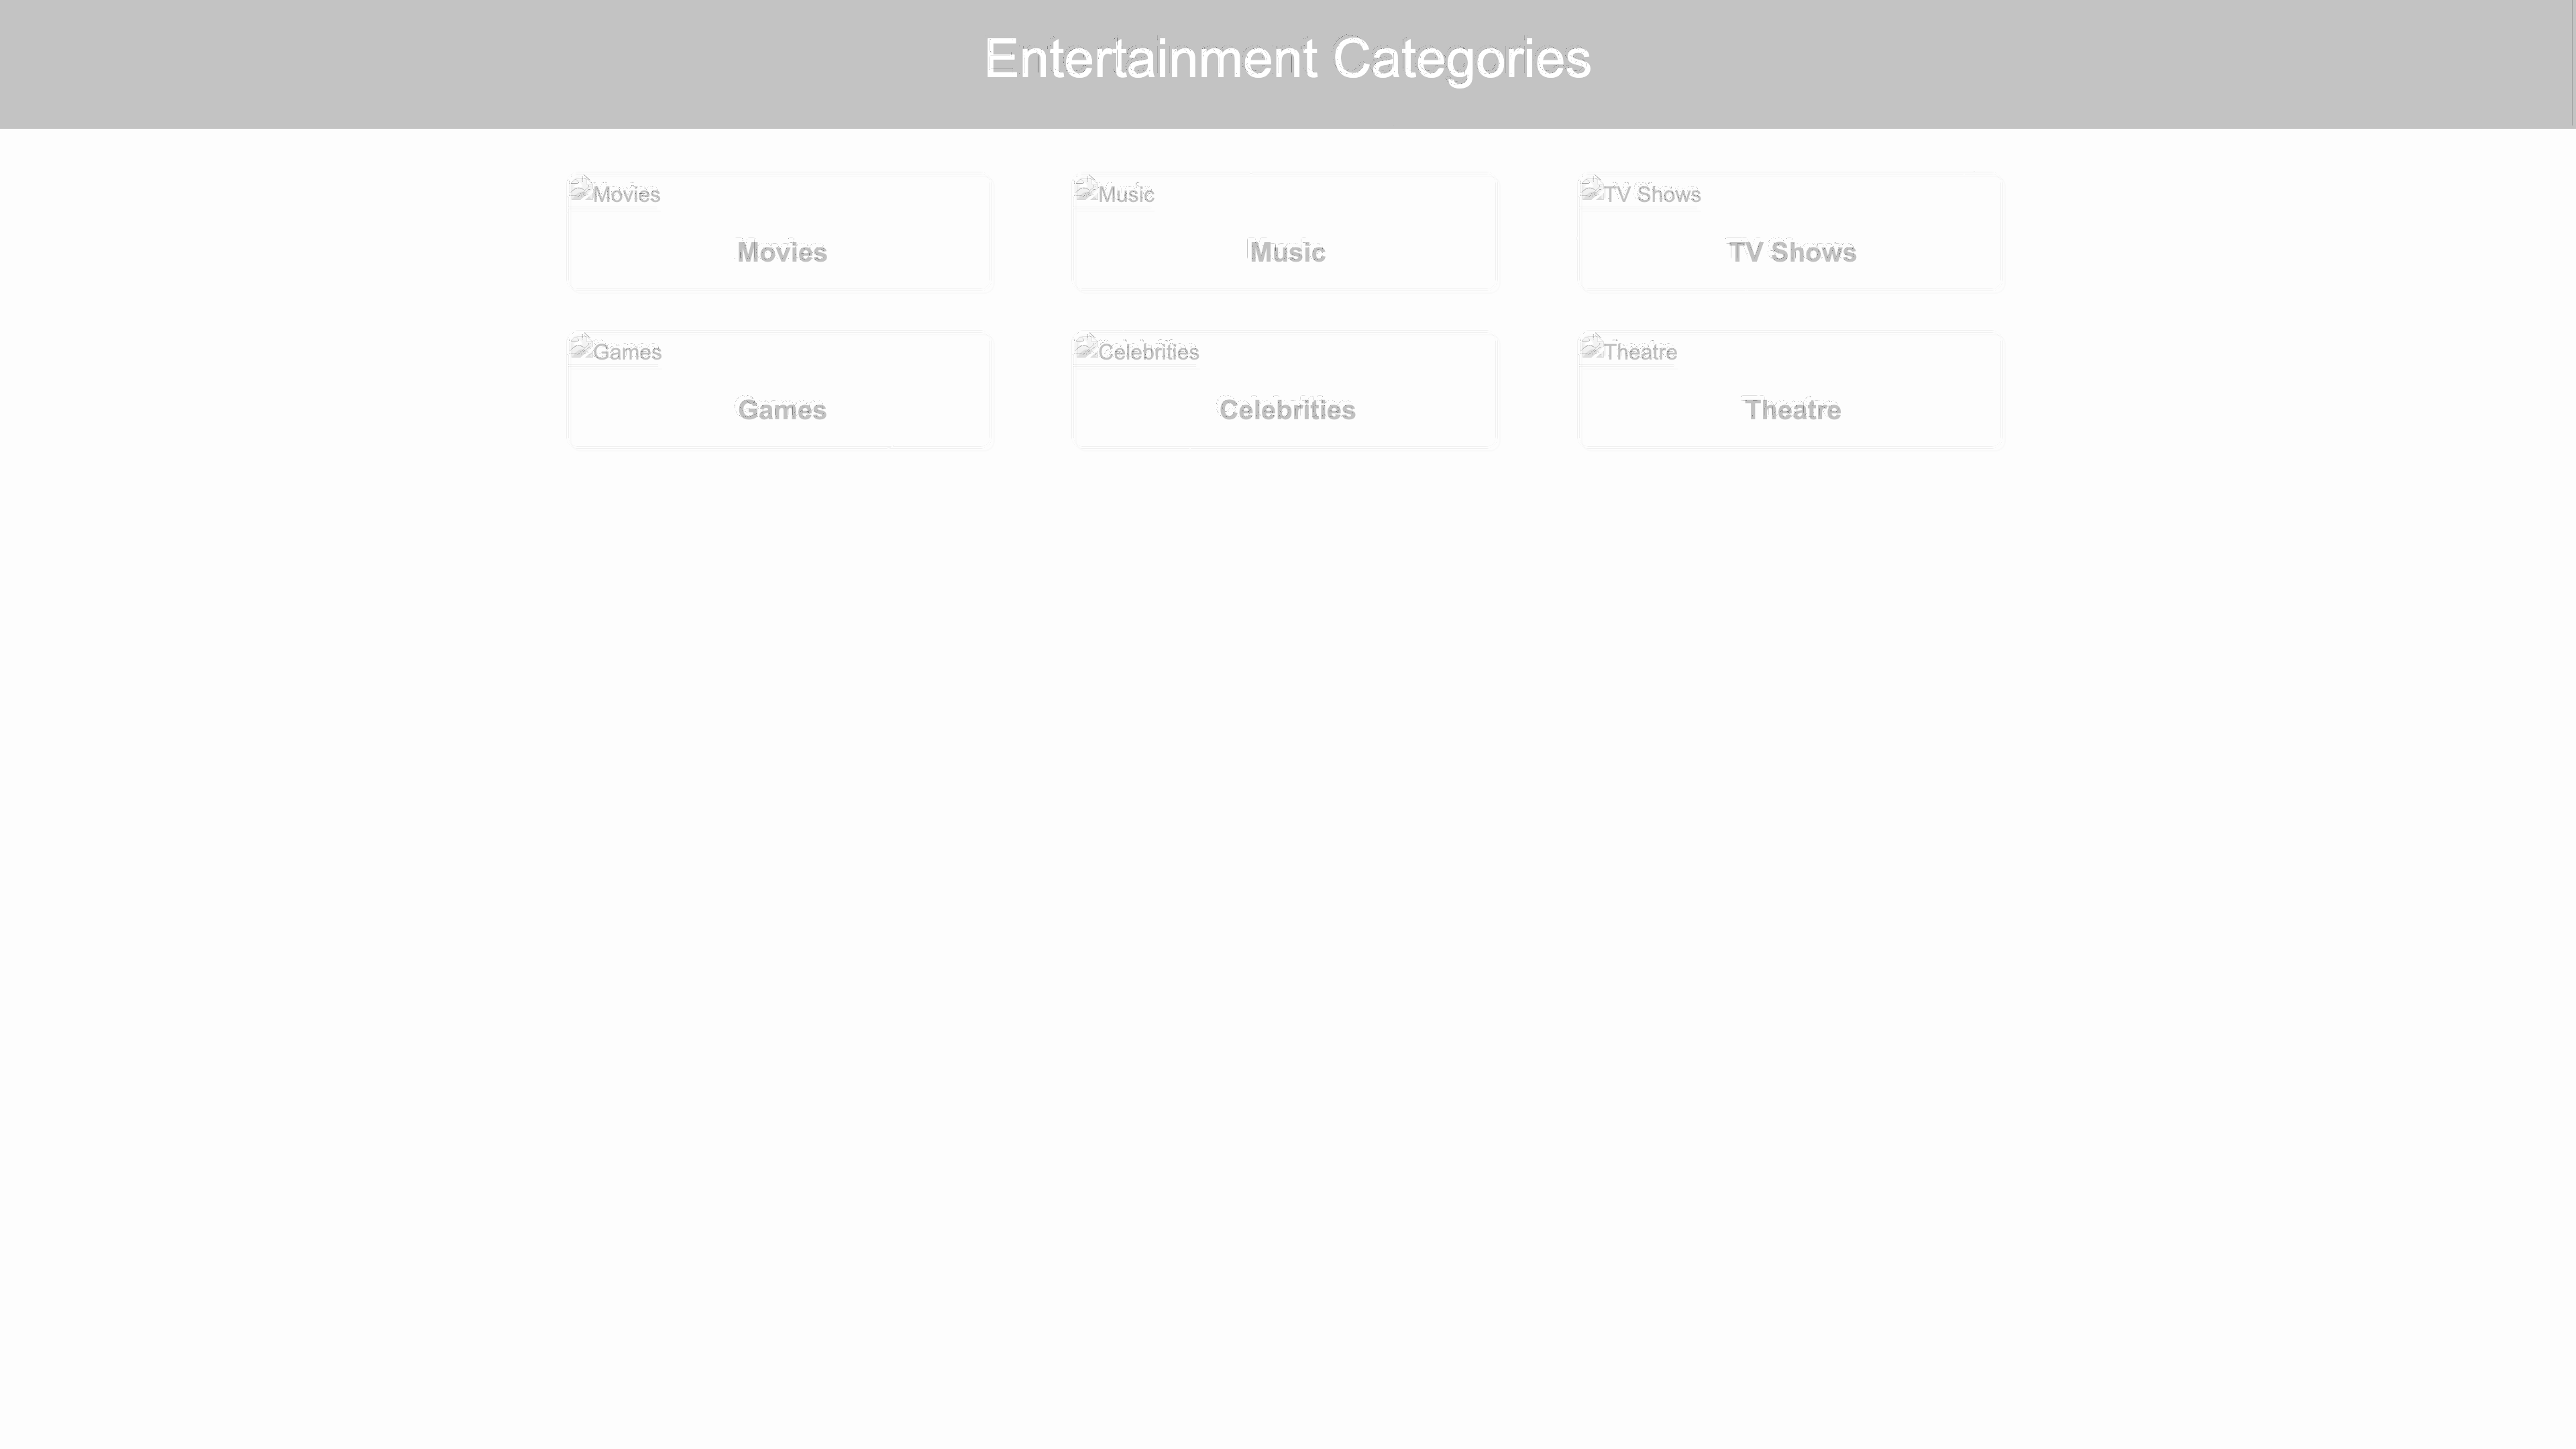 Entertainment Categories
Movies
Music
TV Shows
Movies
Music
TV Shows
Games
Celebrities
Theatre
Games
Celebrities
Theatre